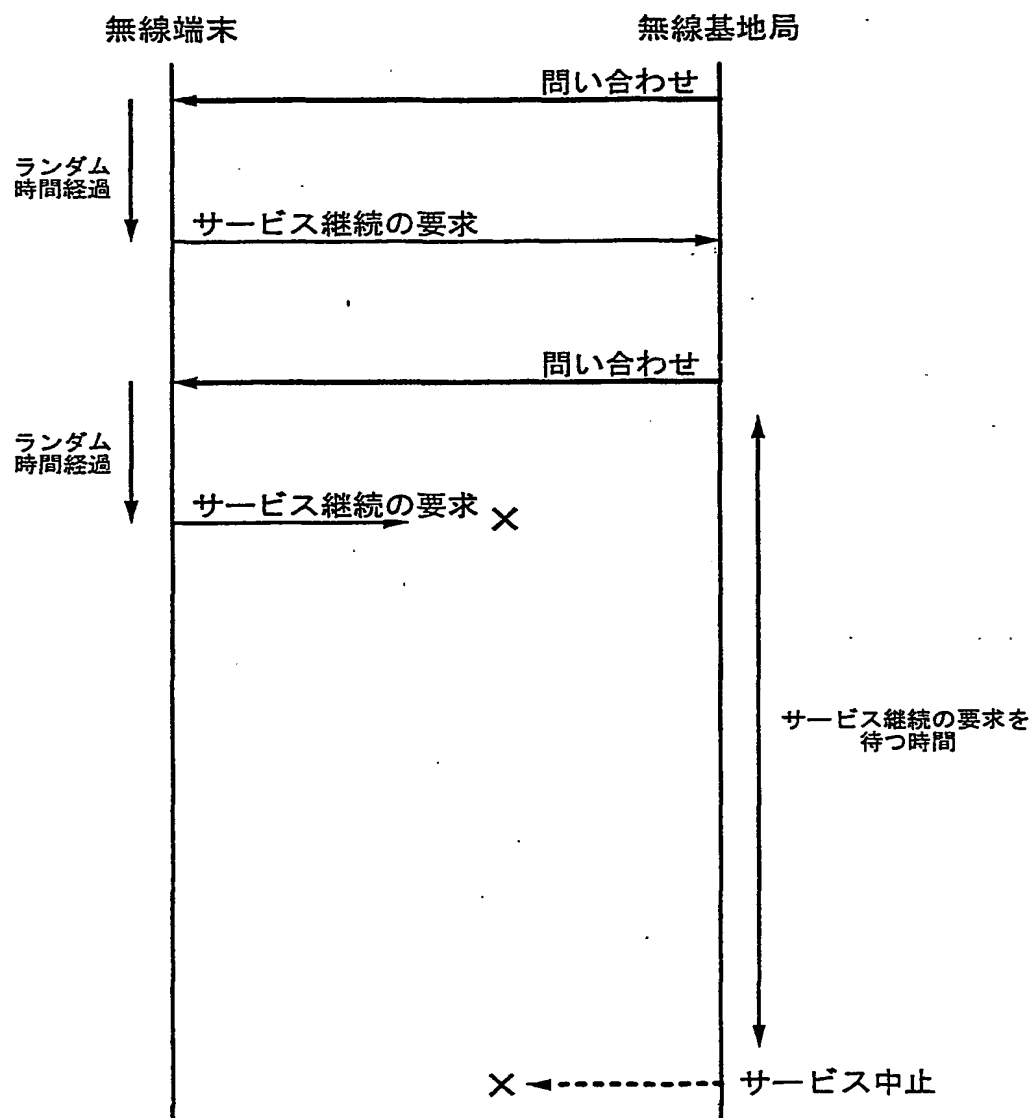 無線端末
無線基地局
問い合わせ
ランダム
時間経過
サービス継続の要求
問い合わせ
ランダム
時間経過
サービス継続の要求
サービス継続の要求を
待つ時間
サービス中止